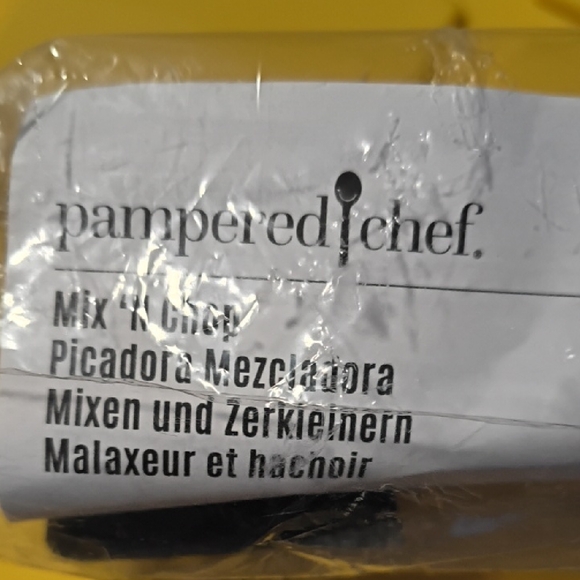 pampered chef.
Mix 'N Chop
Picadora Mezcladora
Mixen und Zerkleinern
Malaxeur et hachoir